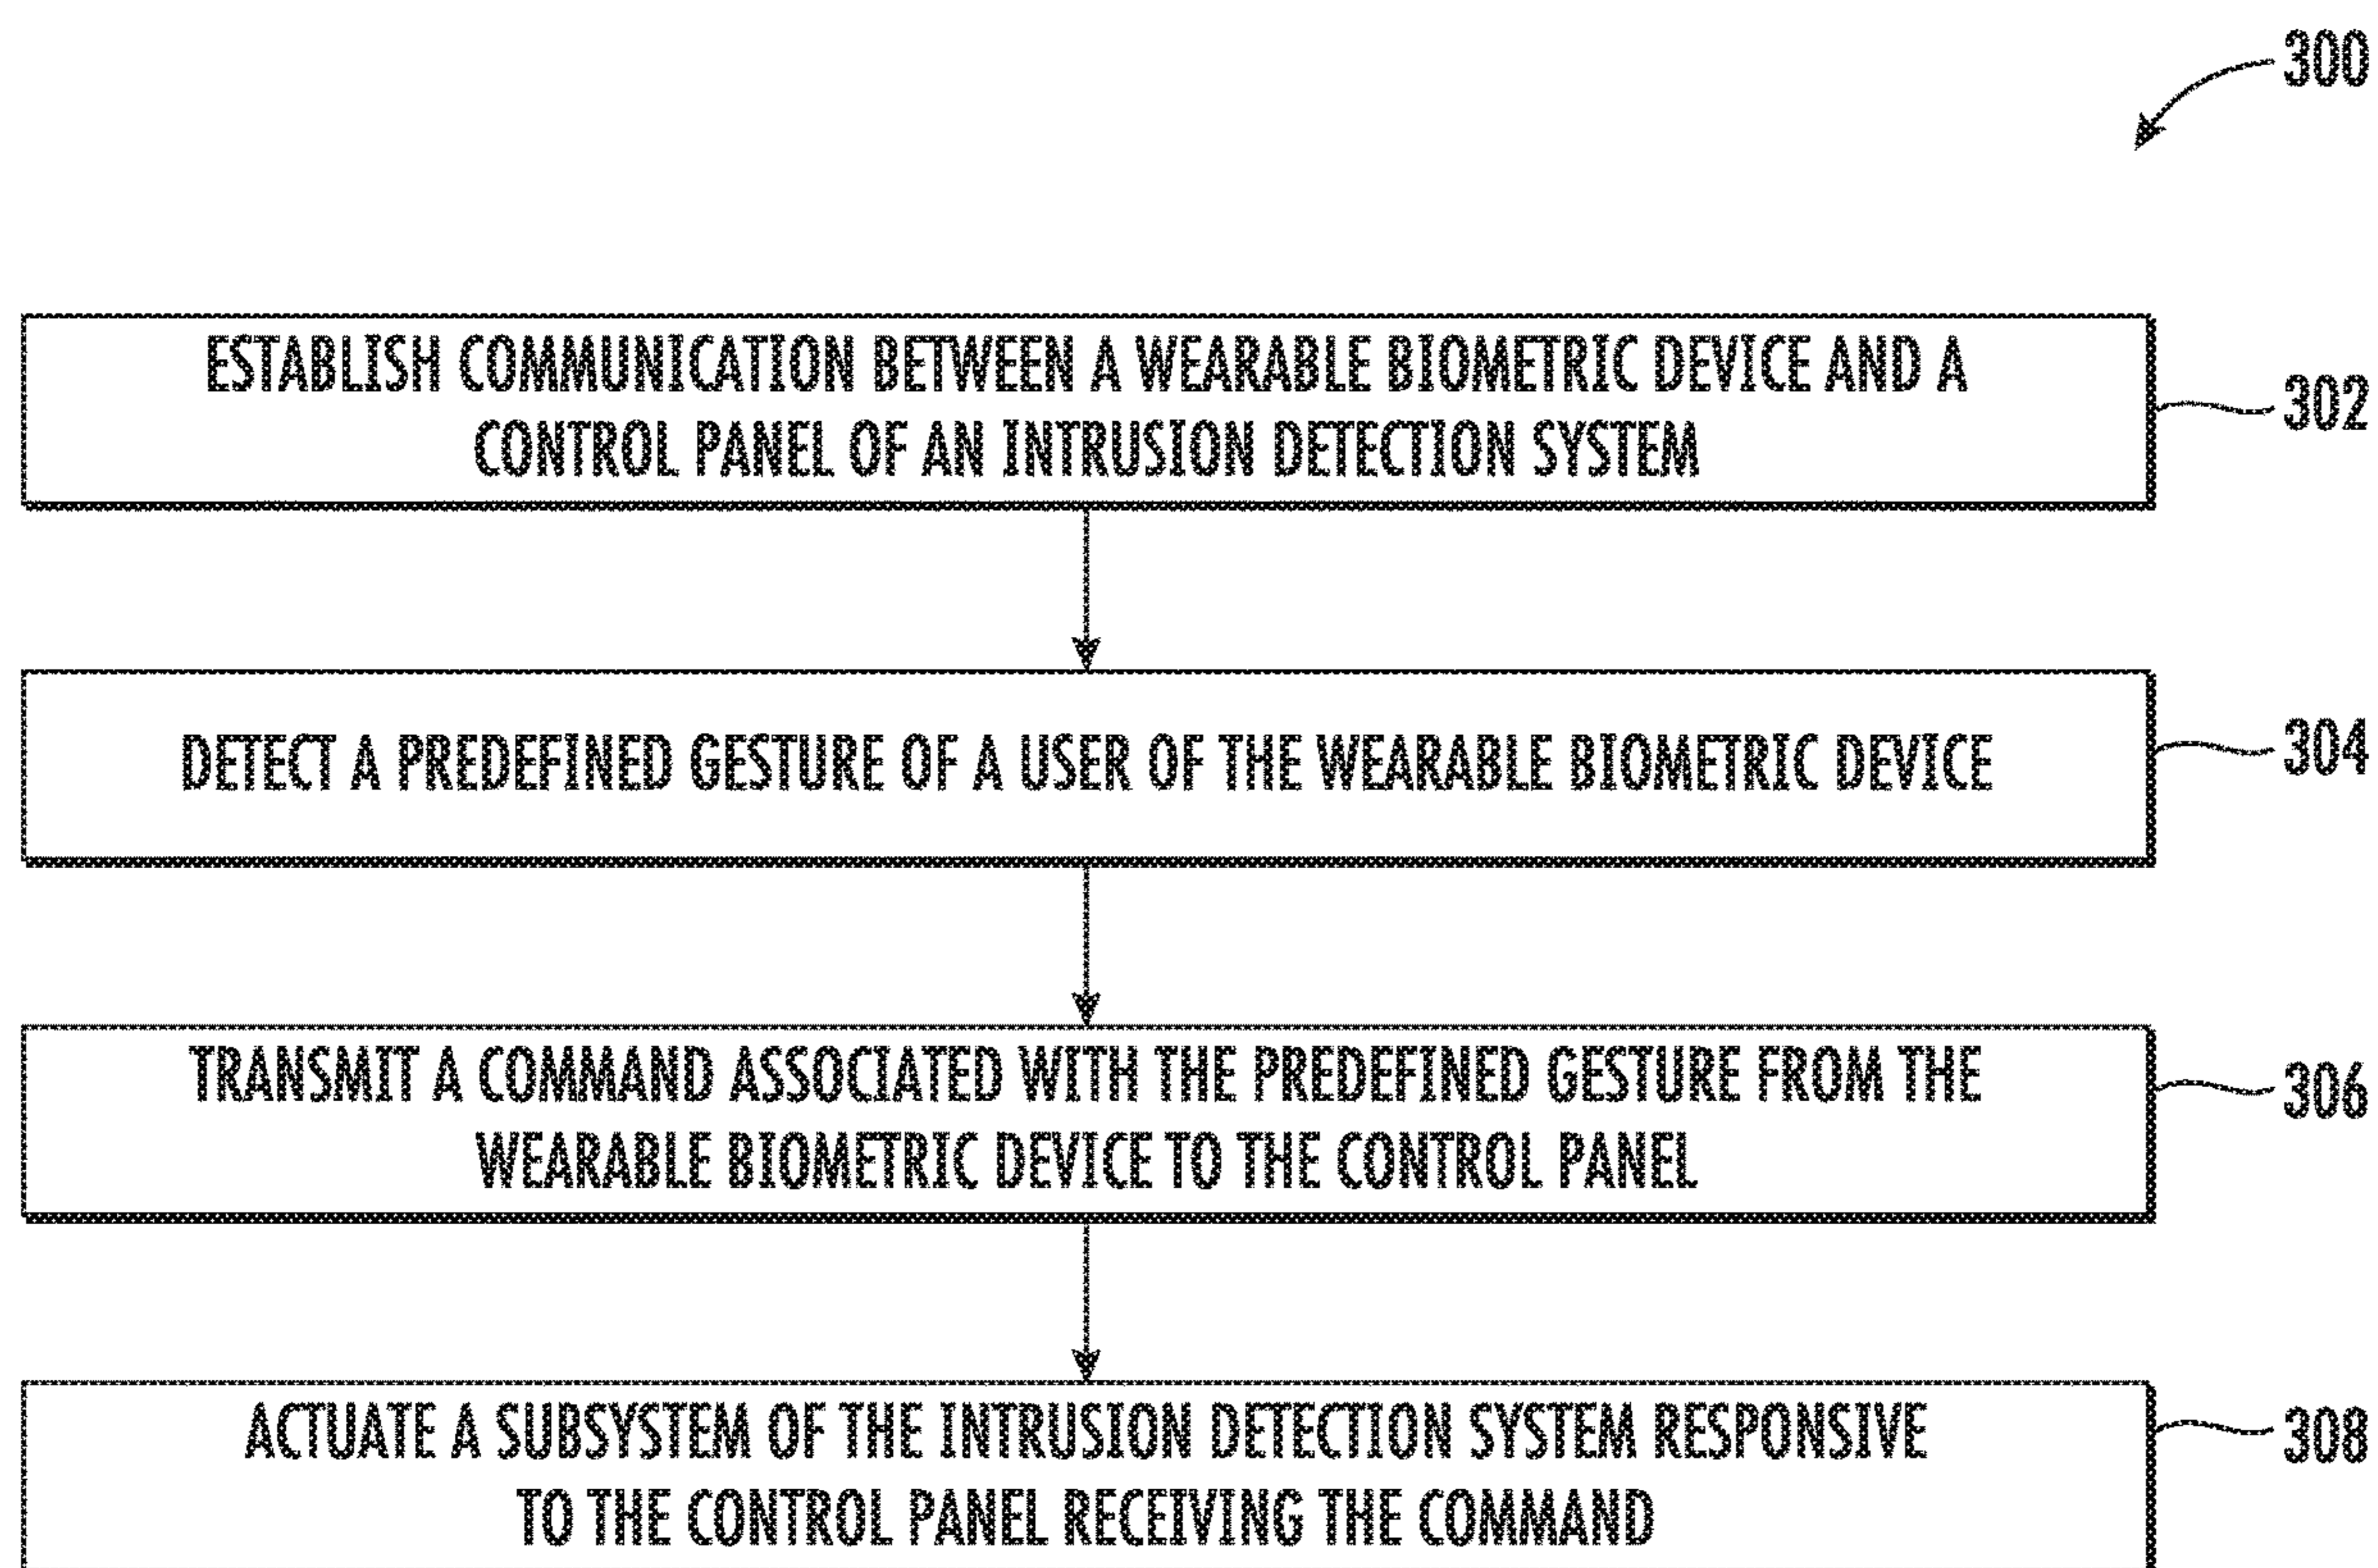 300
ESTABLISH COMMUNICATION BETWEEN A WEARABLE BIOMETRIC DEVICE AND A
CONTROL PANEL OF AN INTRUSION DETECTION SYSTEM
302
DETECT A PREDEFINED GESTURE OF A USER OF THE WEARABLE BIOMETRIC DEVICE
304
TRANSMIT A COMMAND ASSOCIATED WITH THE PREDEFINED GESTURE FROM THE
WEARABLE BIOMETRIC DEVICE TO THE CONTROL PANEL
306
ACTUATE A SUBSYSTEM OF THE INTRUSION DETECTION SYSTEM RESPONSIVE
TO THE CONTROL PANEL RECEIVING THE COMMAND
308